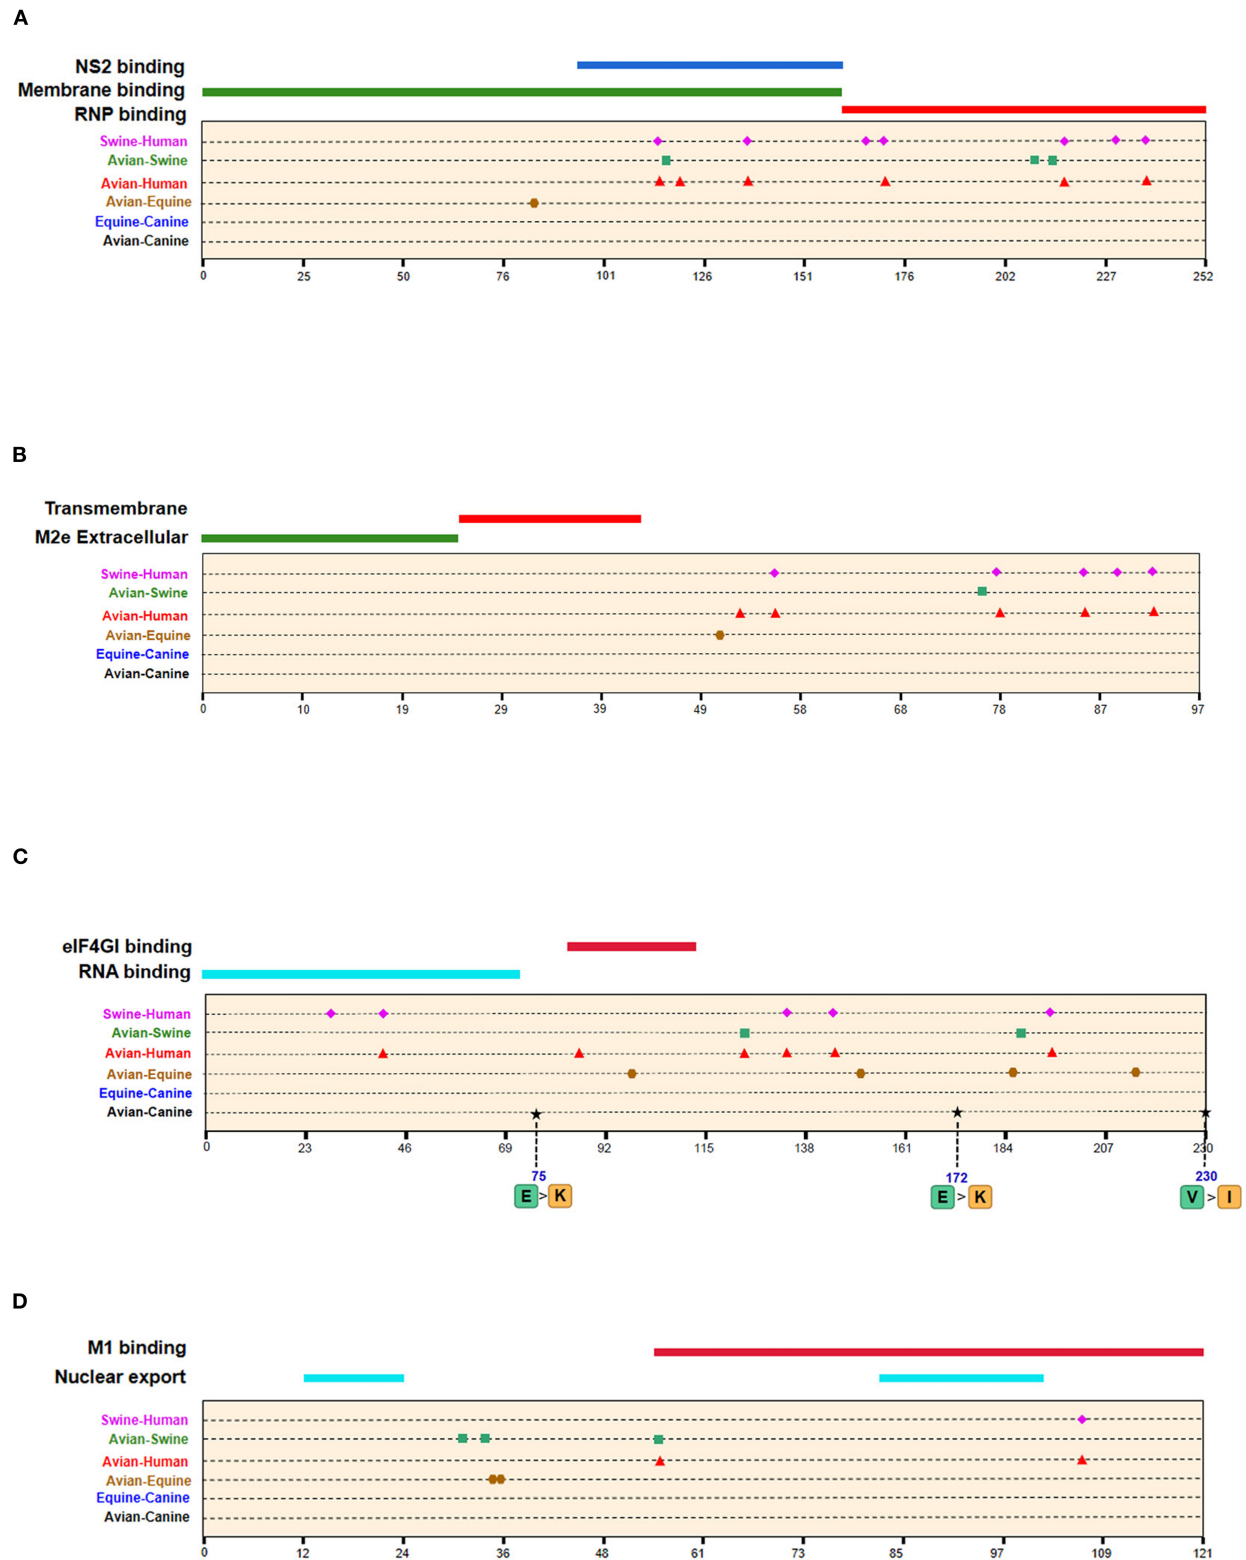 A
NS2 binding
Membrane binding
RNP binding
Swine-Human
Avian-Swine
Avian-Human
Avian-Equine
Equine-Canine
Avian-Canine
0 25 50 76 101 126 151 176 202 227 252
B
Transmembrane
M2e Extracellular
Swine-Human
Avian-Swine
Avian-Human
Avian-Equine
Equine-Canine
Avian-Canine
0 10 19 29 39 49 58 68 78 87 97
C
eIF4GI binding
RNA binding
Swine-Human
Avian-Swine
Avian-Human
Avian-Equine
Equine-Canine
Avian-Canine
0 23 46 69 92 115 138 161 184 207 230
75 172 230
E > K E > K V > I
D
M1 binding
Nuclear export
Swine-Human
Avian-Swine
Avian-Human
Avian-Equine
Equine-Canine
Avian-Canine
0 12 24 36 48 61 73 85 97 109 121